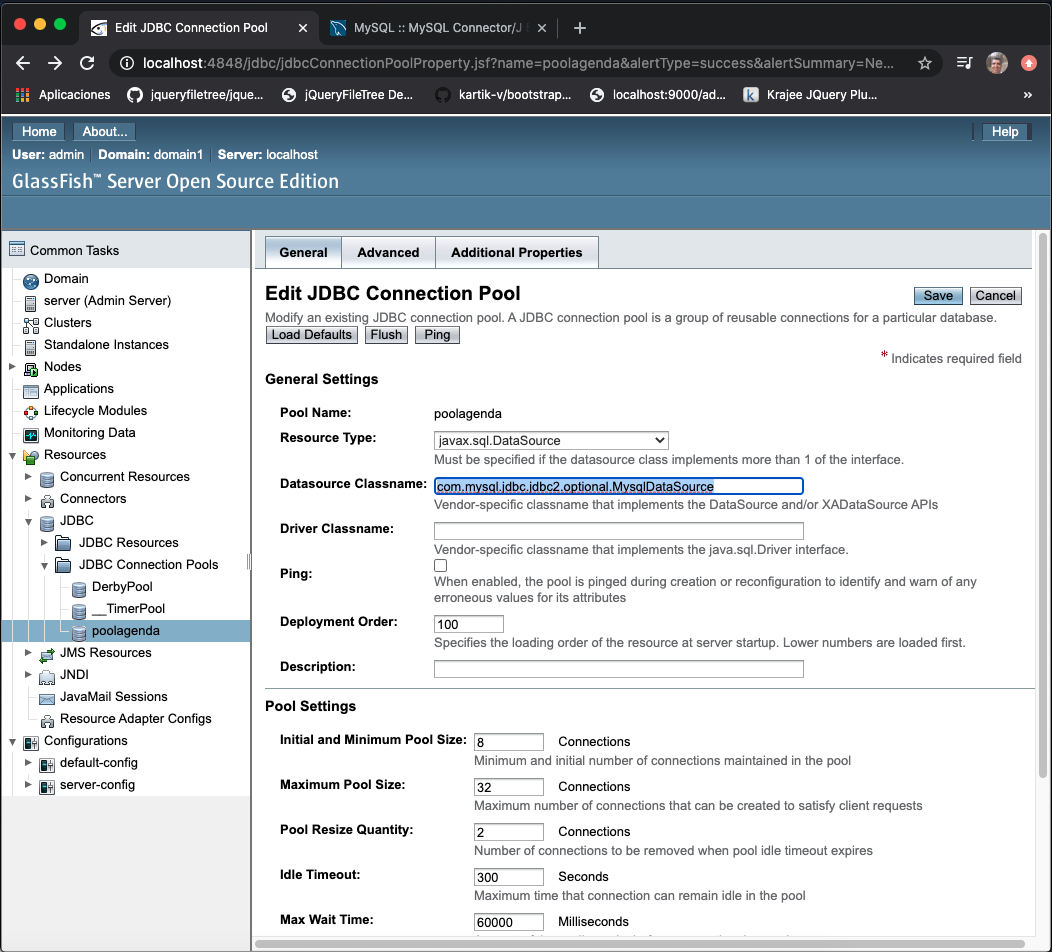 Edit JDBC Connection Pool
MySQL :: MySQL Connector/J
localhost:4848/jdbc/jdbcConnectionPoolProperty.jsf?name=poolagenda&alertType=success&alertSummary=Ne...
Aplicaciones
jqueryfiletree/jque...
jQueryFileTree De...
kartik-v/bootstrap...
localhost:9000/ad...
k
Krajee JQuery Plu...
»
Home
About...
Help
User: admin
Domain: domain1
Server: localhost
GlassFish™ Server Open Source Edition
Common Tasks
Domain
server (Admin Server)
Clusters
Standalone Instances
Nodes
Applications
Lifecycle Modules
Monitoring Data
Resources
Concurrent Resources
Connectors
JDBC
JDBC Resources
JDBC Connection Pools
DerbyPool
__TimerPool
poolagenda
JMS Resources
JNDI
JavaMail Sessions
Resource Adapter Configs
Configurations
default-config
server-config
General
Advanced
Additional Properties
Edit JDBC Connection Pool
Save
Cancel
Modify an existing JDBC connection pool. A JDBC connection pool is a group of reusable connections for a particular database.
Load Defaults
Flush
Ping
* Indicates required field
General Settings
Pool Name: poolagenda
Resource Type: javax.sql.DataSource
Must be specified if the datasource class implements more than 1 of the interface.
Datasource Classname: com.mysql.jdbc.jdbc2.optional.MysqlDataSource
Vendor-specific classname that implements the DataSource and/or XADataSource APIs
Driver Classname:
Vendor-specific classname that implements the java.sql.Driver interface.
Ping:
When enabled, the pool is pinged during creation or reconfiguration to identify and warn of any
erroneous values for its attributes
Deployment Order: 100
Specifies the loading order of the resource at server startup. Lower numbers are loaded first.
Description:
Pool Settings
Initial and Minimum Pool Size: 8 Connections
Minimum and initial number of connections maintained in the pool
Maximum Pool Size: 32 Connections
Maximum number of connections that can be created to satisfy client requests
Pool Resize Quantity: 2 Connections
Number of connections to be removed when pool idle timeout expires
Idle Timeout: 300 Seconds
Maximum time that connection can remain idle in the pool
Max Wait Time: 60000 Milliseconds